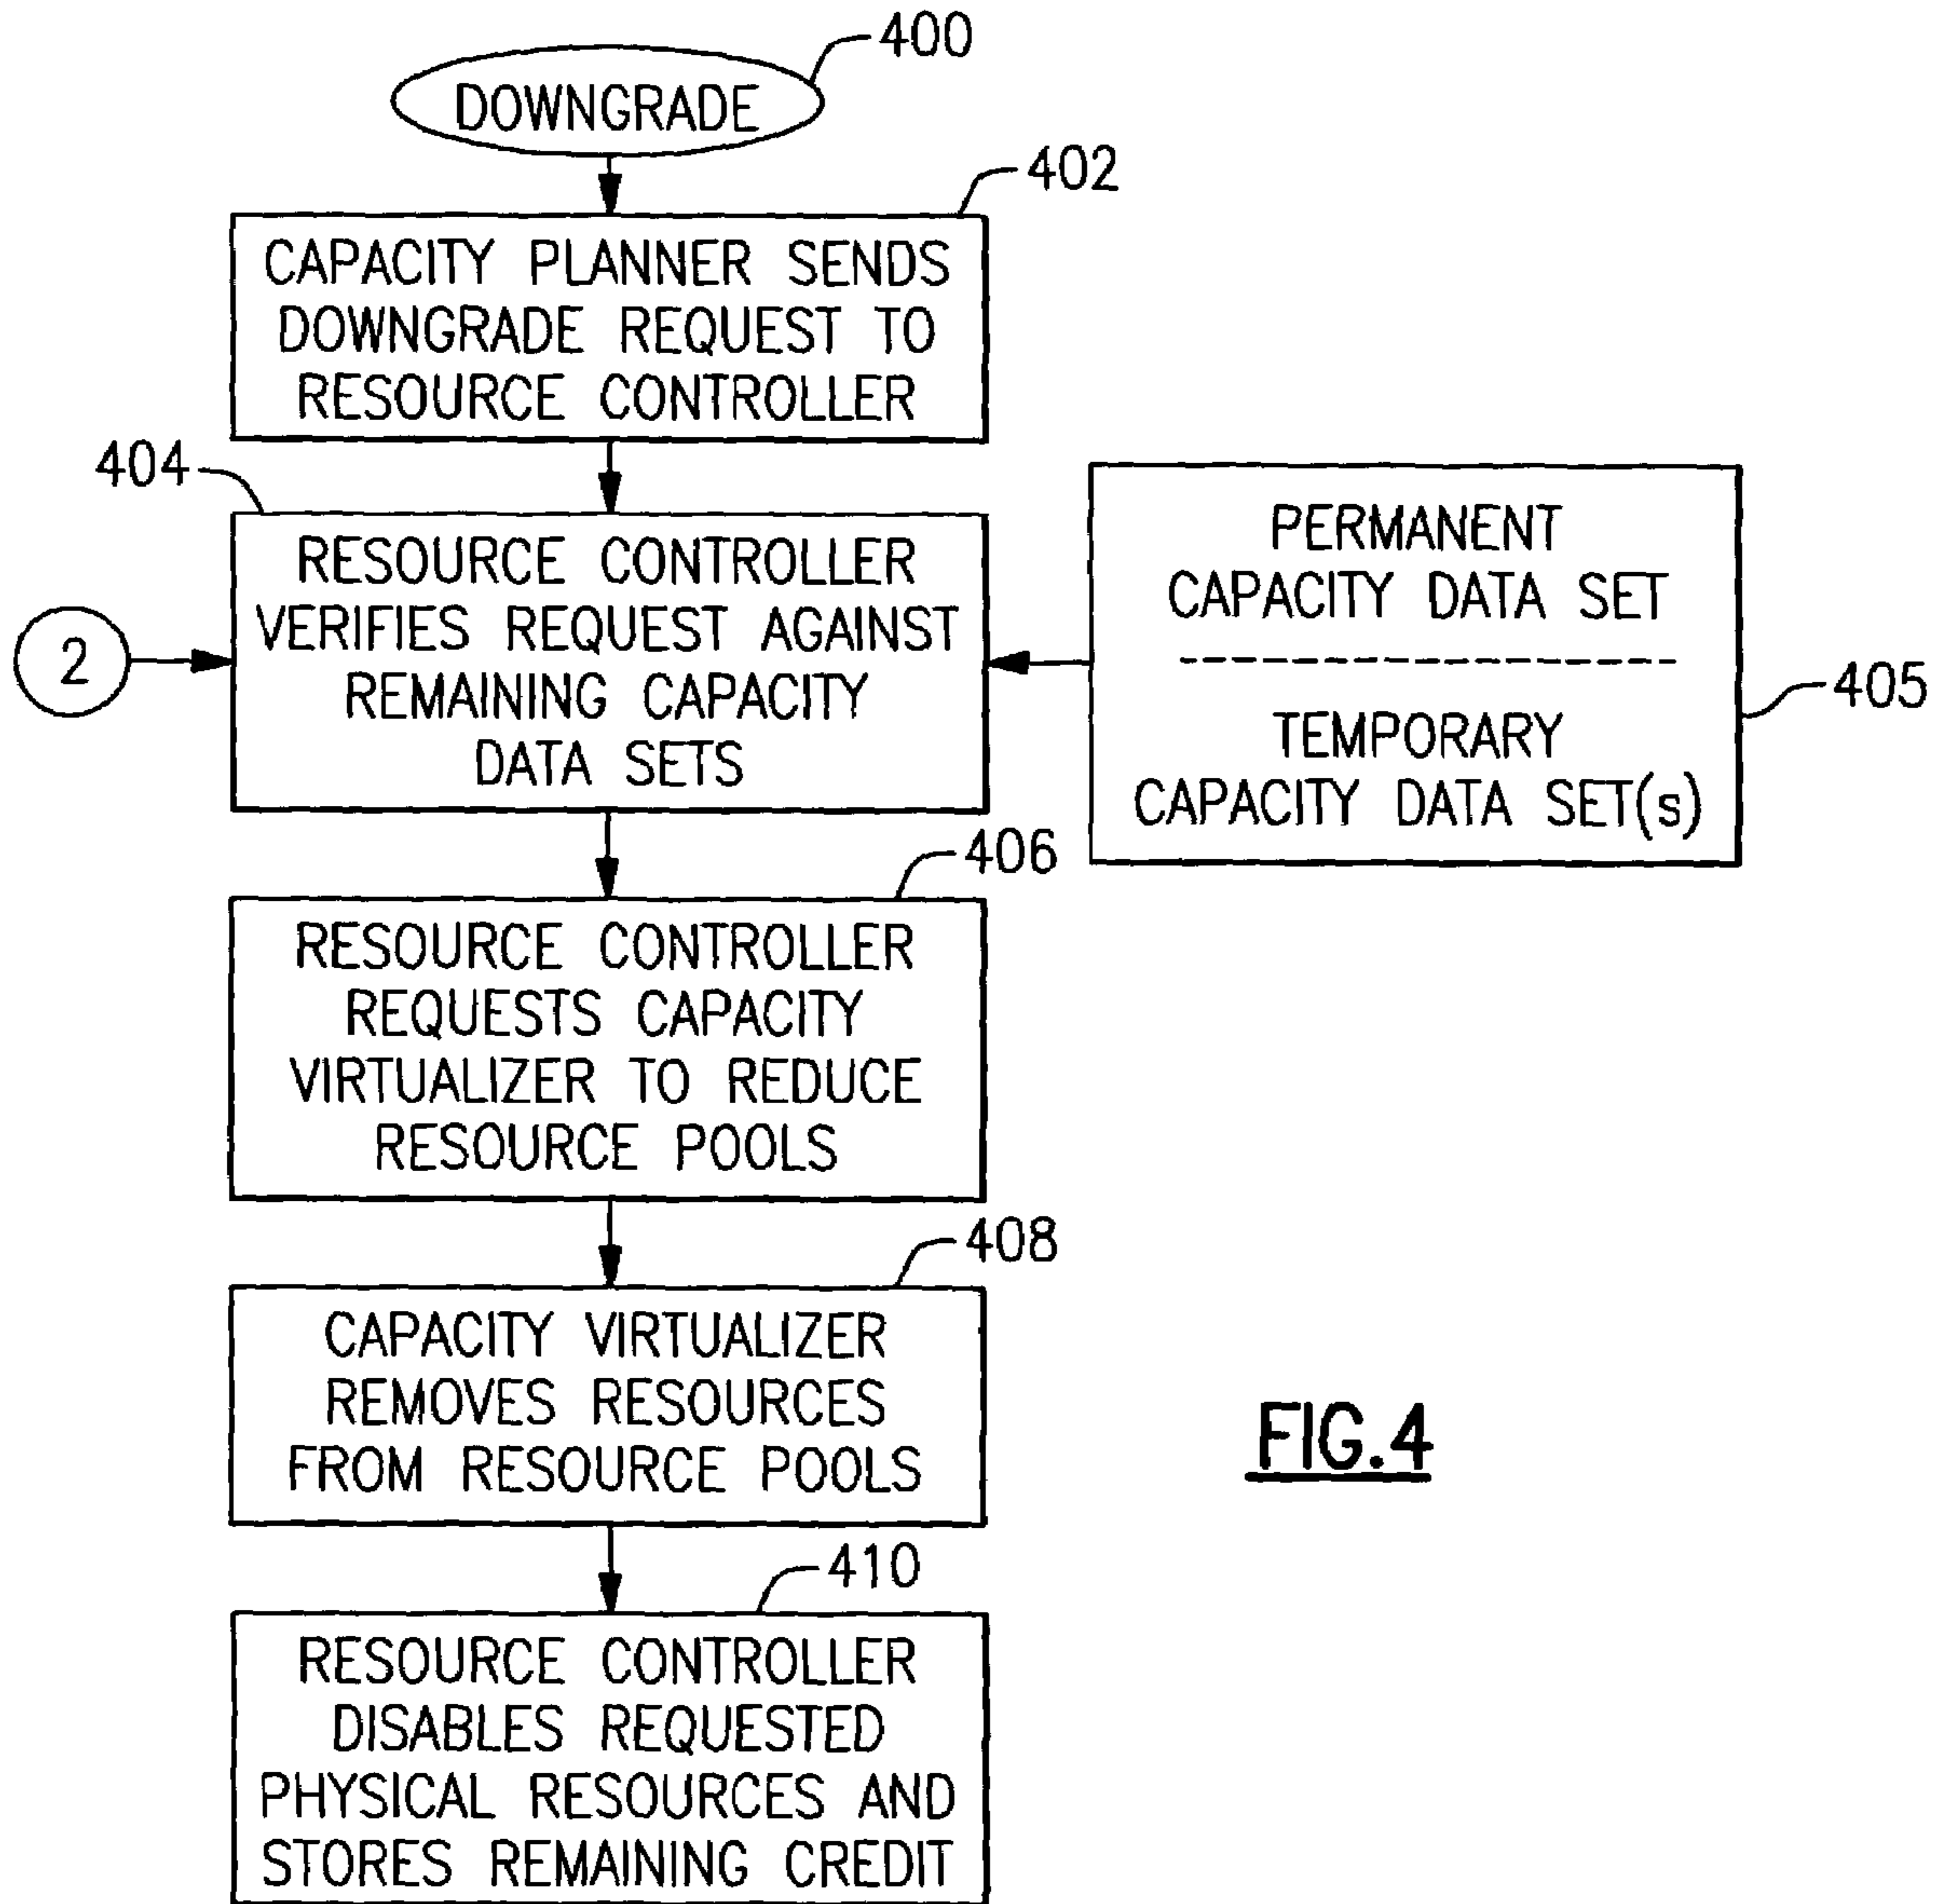 400
DOWNGRADE
402
CAPACITY PLANNER SENDS
DOWNGRADE REQUEST TO
RESOURCE CONTROLLER
404
RESOURCE CONTROLLER
VERIFIES REQUEST AGAINST
REMAINING CAPACITY
DATA SETS
2
PERMANENT
CAPACITY DATA SET
TEMPORARY
CAPACITY DATA SET(s)
405
406
RESOURCE CONTROLLER
REQUESTS CAPACITY
VIRTUALIZER TO REDUCE
RESOURCE POOLS
408
CAPACITY VIRTUALIZER
REMOVES RESOURCES
FROM RESOURCE POOLS
410
RESOURCE CONTROLLER
DISABLES REQUESTED
PHYSICAL RESOURCES AND
STORES REMAINING CREDIT
FIG.4